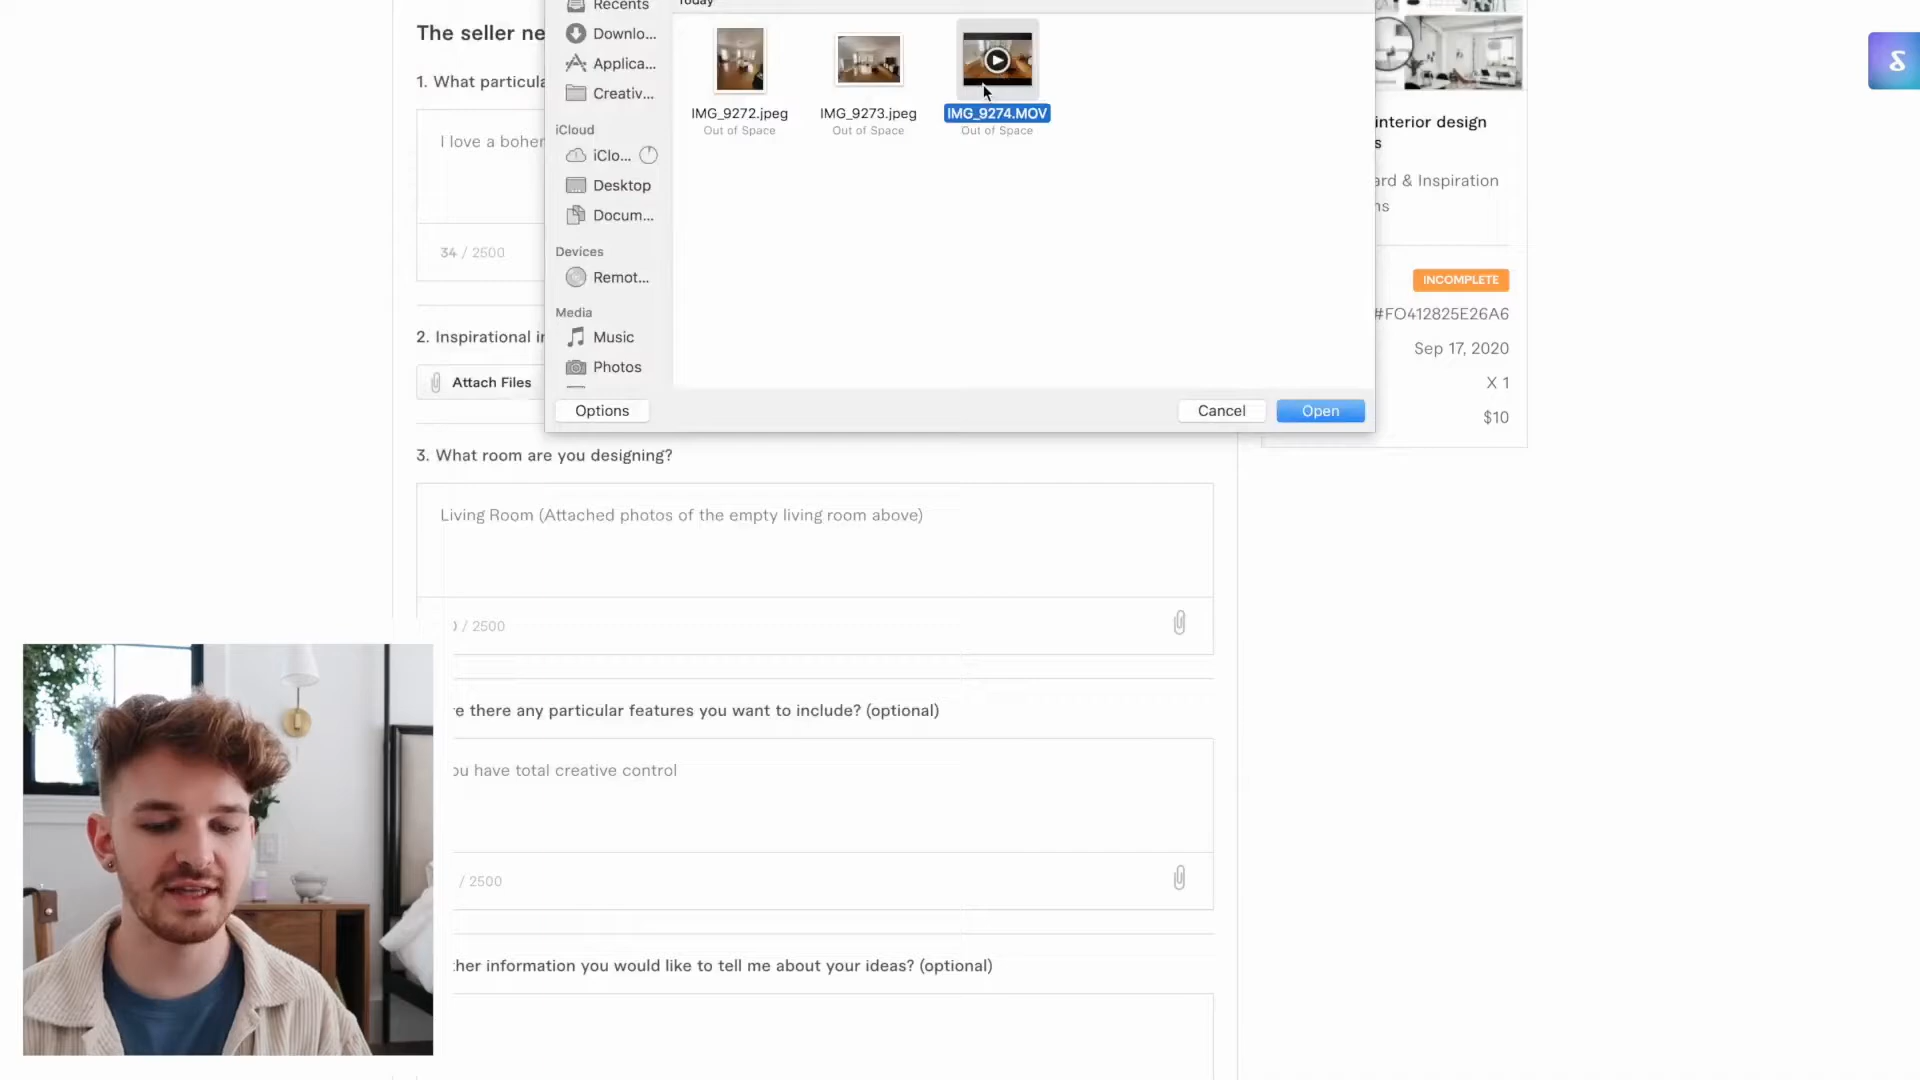 Recents
Today
The seller ne
Downlo...
Applica...
1. What particula
Creativ...
IMG_9272.jpeg
Out of Space
IMG_9273.jpeg
Out of Space
IMG_9274.MOV
Out of Space
interior design
s
iCloud
I love a boher
iClo...
ard & Inspiration
Desktop
ns
Docum...
34 / 2500
Devices
Remot...
INCOMPLETE
Media
#FO412825E26A6
2. Inspirational in
Music
Sep 17, 2020
Photos
Attach Files
X 1
Options
Cancel
Open
$10
3. What room are you designing?
Living Room (Attached photos of the empty living room above)
/ 2500
e there any particular features you want to include? (optional)
ou have total creative control
/ 2500
her information you would like to tell me about your ideas? (optional)